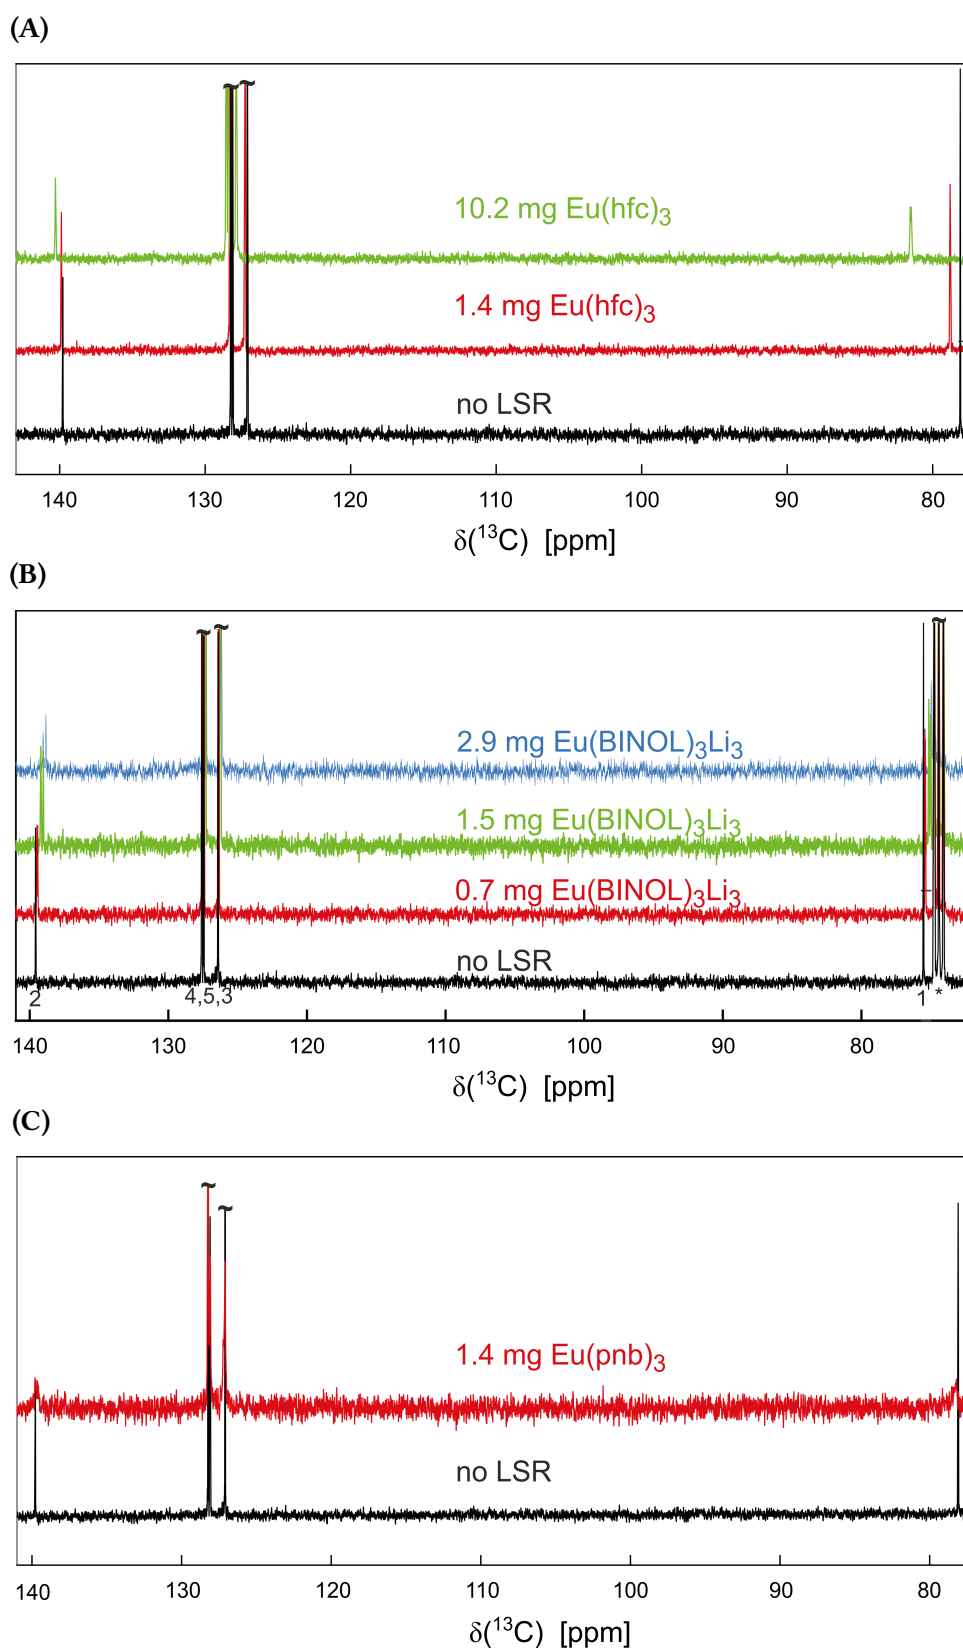 (A)
10.2 mg Eu(hfc)3
1.4 mg Eu(hfc)3
no LSR
140 130 120 110 100 90 80
δ(13C) [ppm]
(B)
~ ~ ~
2.9 mg Eu(BINOL)3Li3
1.5 mg Eu(BINOL)3Li3
0.7 mg Eu(BINOL)3Li3
no LSR
2 4,5,3 1 *
140 130 120 110 100 90 80
δ(13C) [ppm]
(C)
~ ~
1.4 mg Eu(pnb)3
no LSR
140 130 120 110 100 90 80
δ(13C) [ppm]